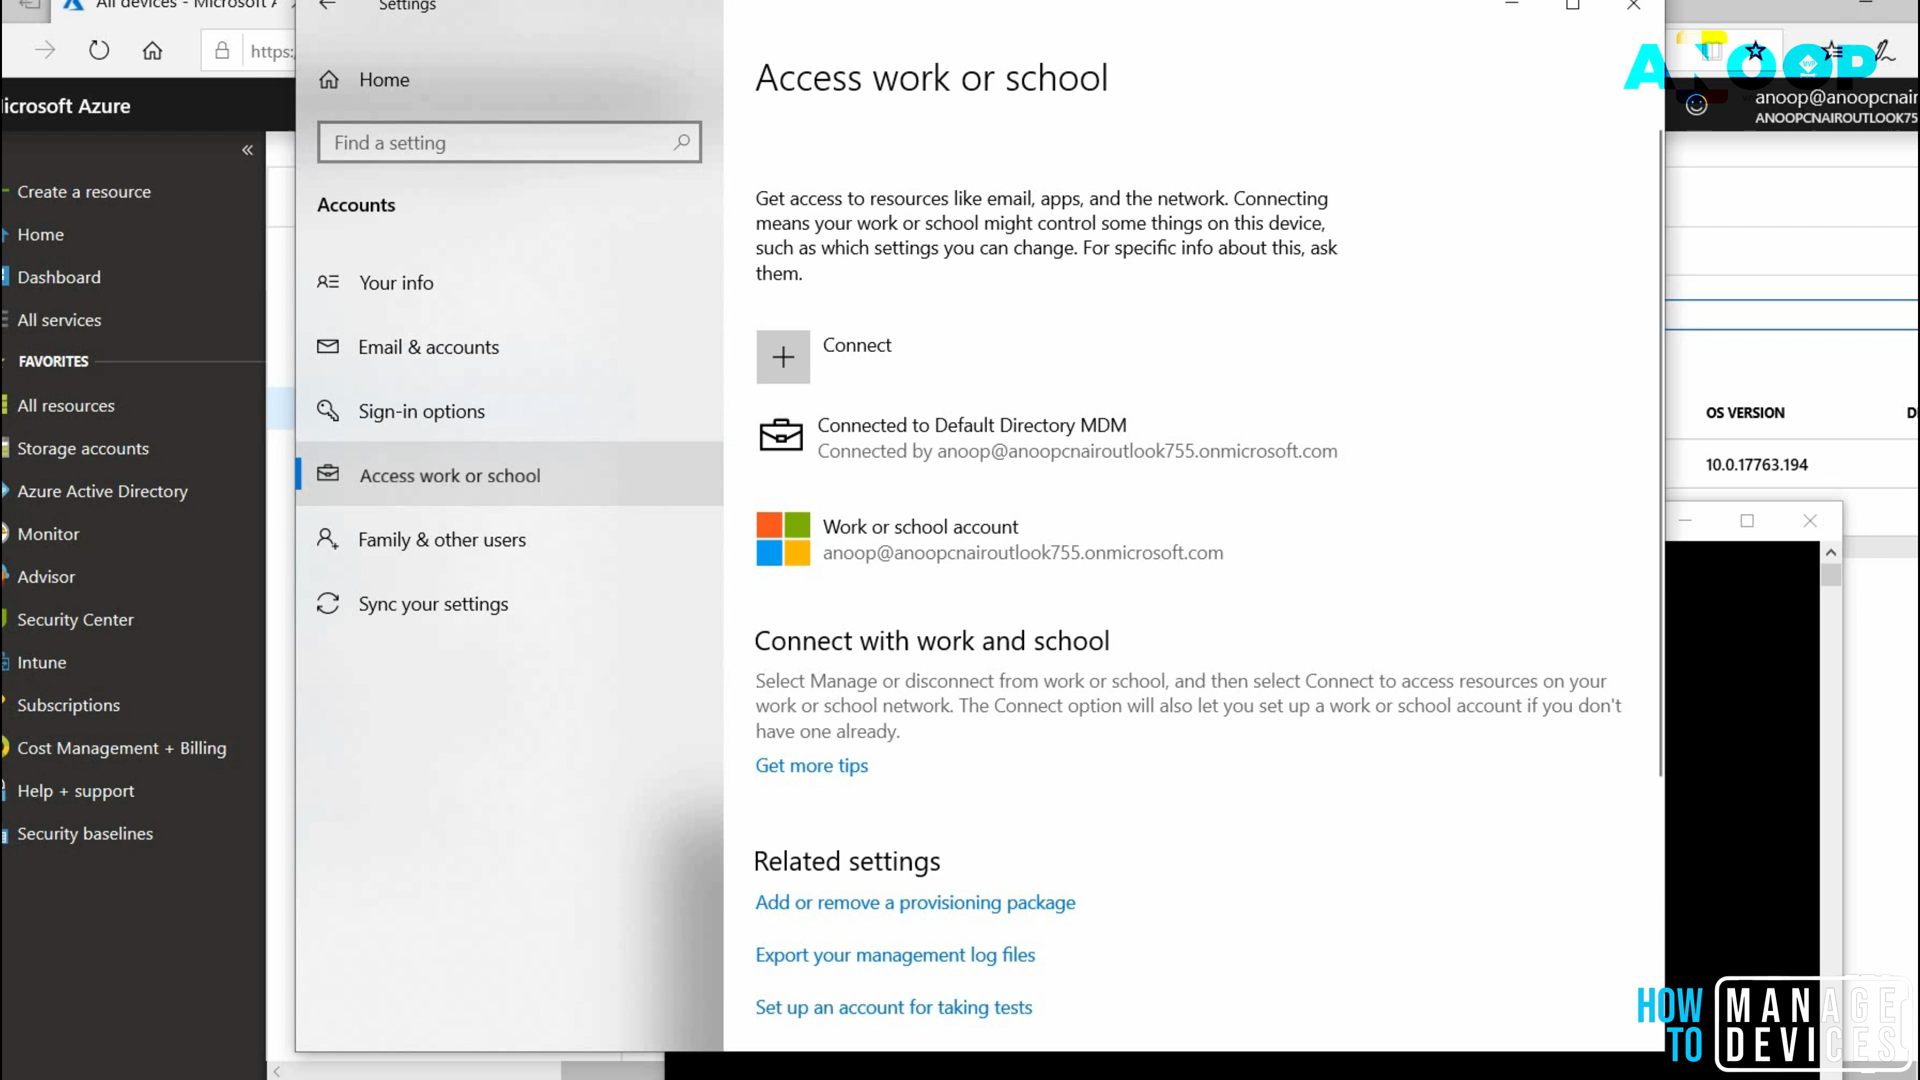 All devices - Microsoft A
Settings
https:
icrosoft Azure
Create a resource
Home
Dashboard
All services
FAVORITES
All resources
Storage accounts
Azure Active Directory
Monitor
Advisor
Security Center
Intune
Subscriptions
Cost Management + Billing
Help + support
Security baselines
Home
Find a setting
Accounts
Your info
Email & accounts
Sign-in options
Access work or school
Family & other users
Sync your settings
Access work or school
Get access to resources like email, apps, and the network. Connecting
means your work or school might control some things on this device,
such as which settings you can change. For specific info about this, ask
them.
Connect
Connected to Default Directory MDM
Connected by anoop@anoopcnairoutlook755.onmicrosoft.com
Work or school account
anoop@anoopcnairoutlook755.onmicrosoft.com
Connect with work and school
Select Manage or disconnect from work or school, and then select Connect to access resources on your
work or school network. The Connect option will also let you set up a work or school account if you don't
have one already.
Get more tips
Related settings
Add or remove a provisioning package
Export your management log files
Set up an account for taking tests
ANOOP
MVP
anoop@anoopcnair
ANOOPCNAIROUTLOOK75
OS VERSION
D
10.0.17763.194
HOW
TO
MANAGE
DEVICES